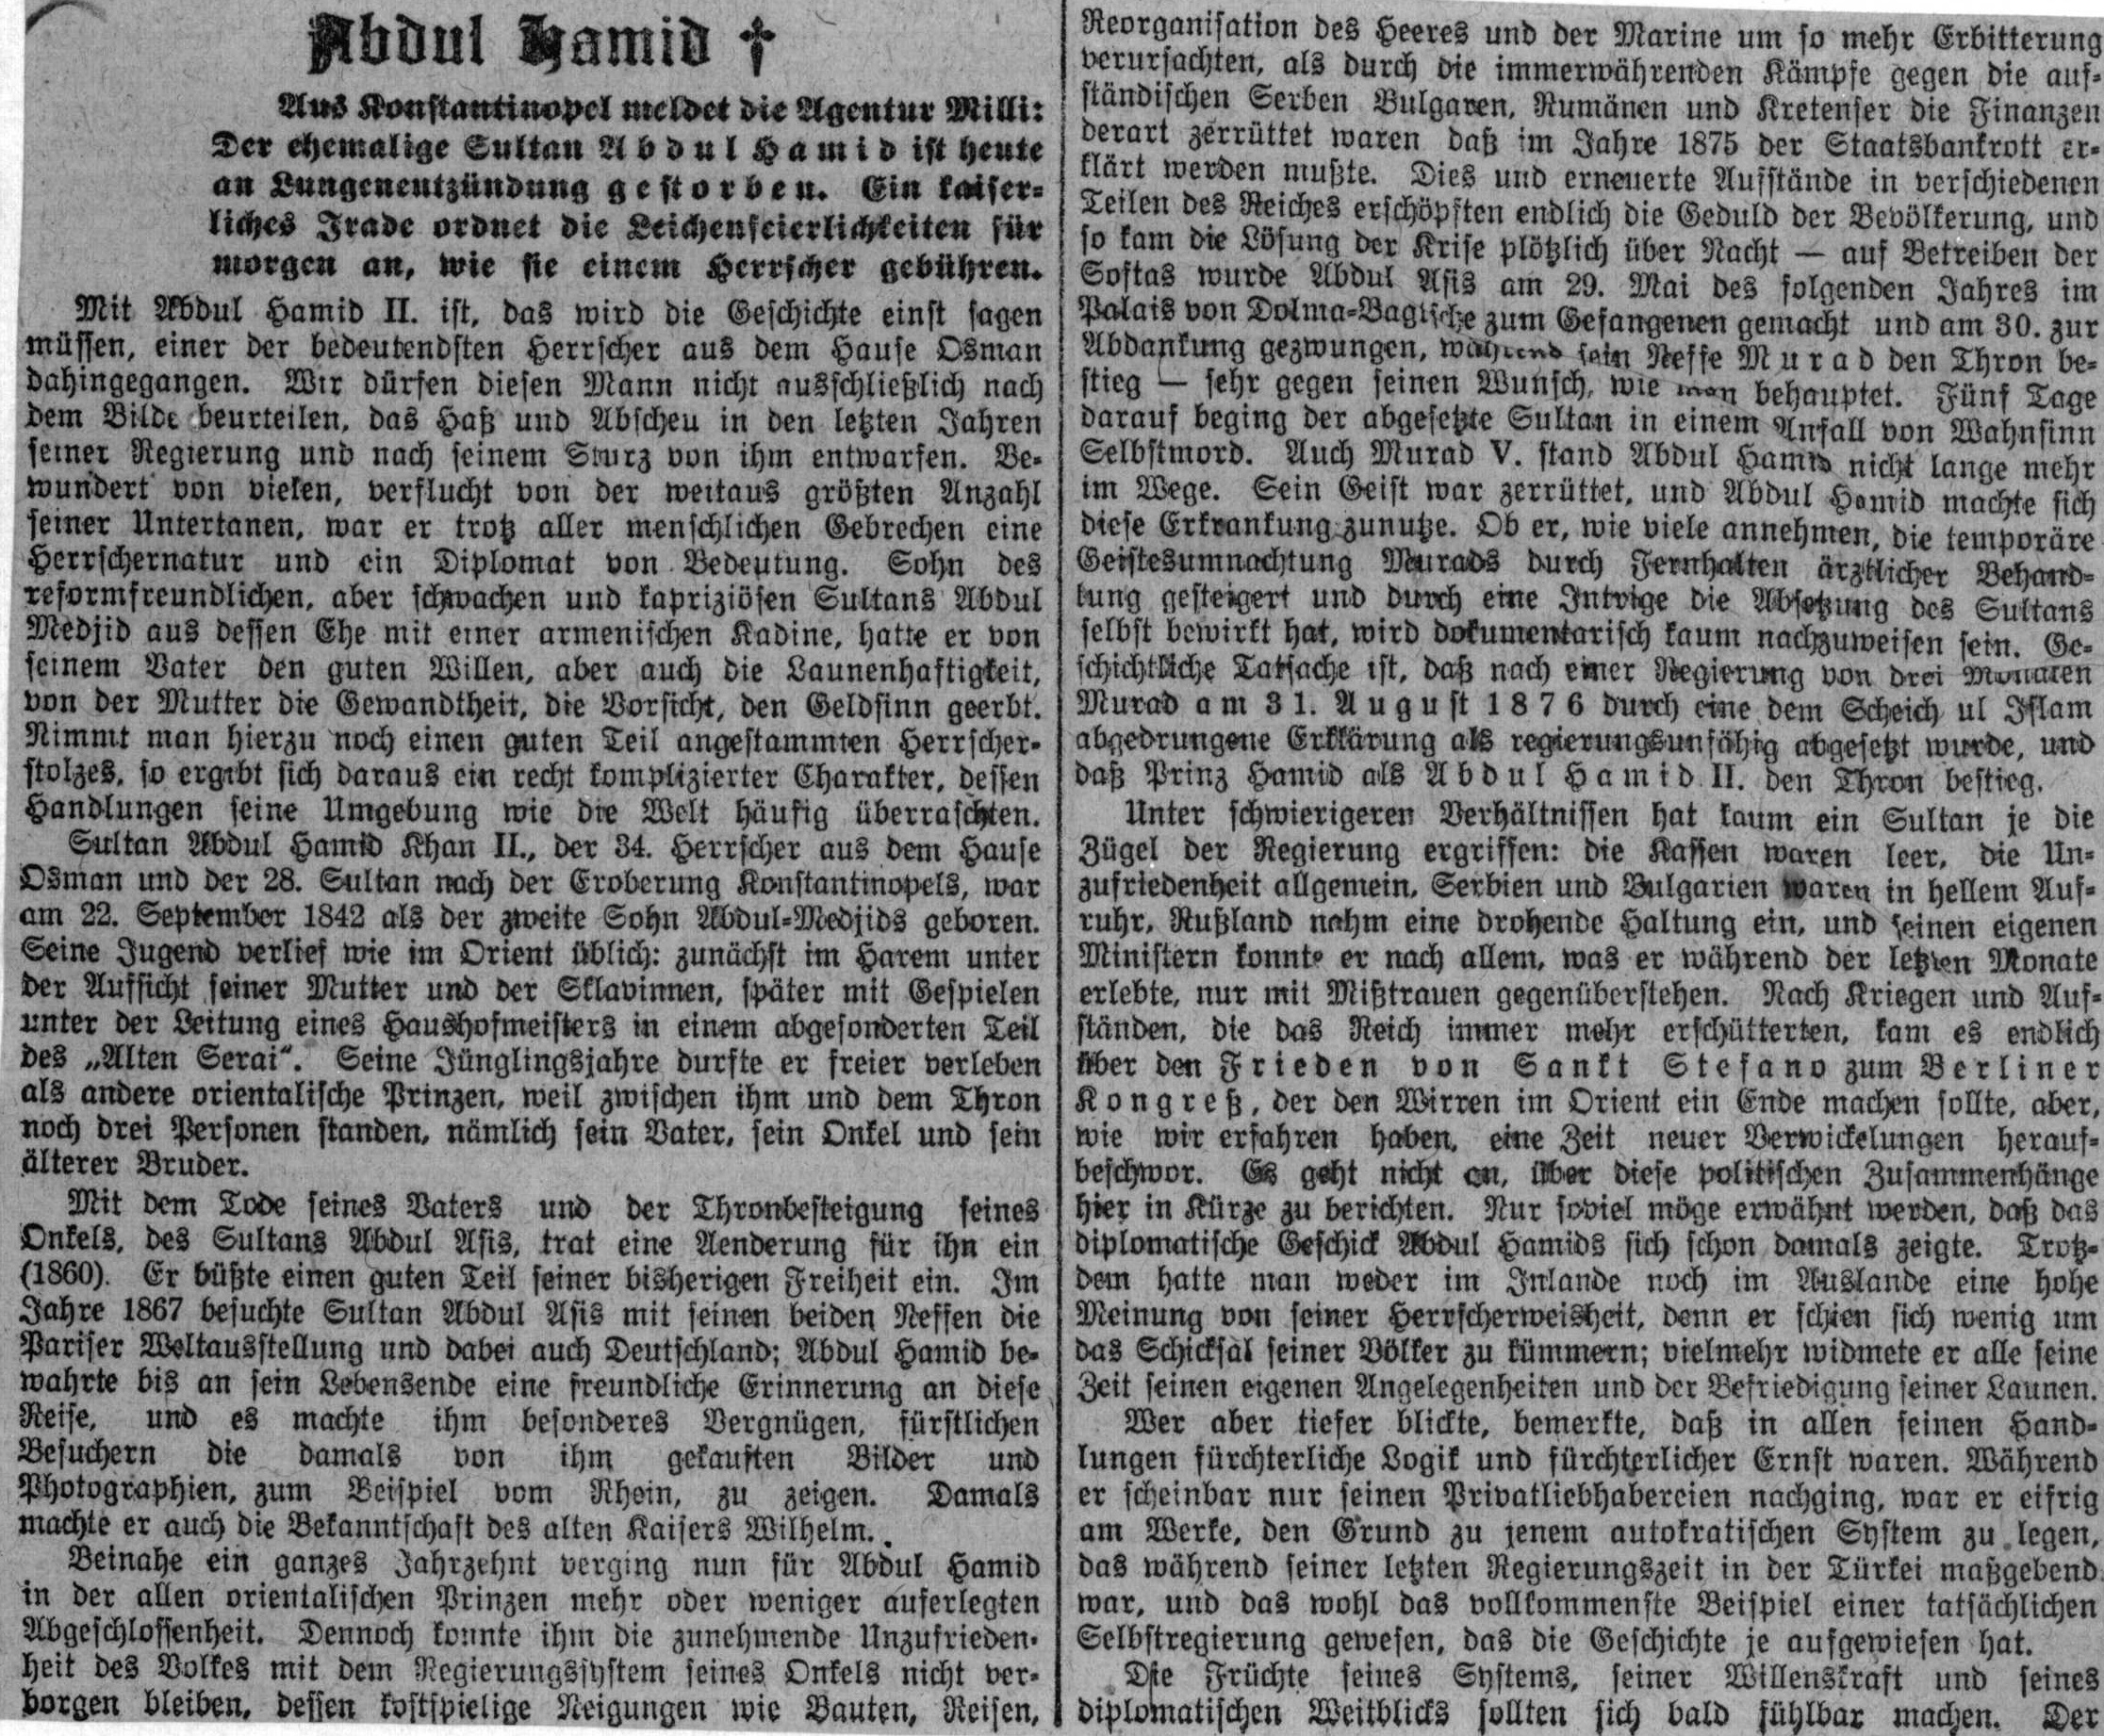 Abdul Hamid †
Aus Konstantinopel meldet die Agentur Milli:
Der ehemalige Sultan Abdul Hamid ist heute
an Lungenentzündung gestorben. Ein kaiser-
liches Irade ordnet die Leichenfeierlichkeiten für
morgen an, wie sie einem Herrscher gebühren.
Mit Abdul Hamid II. ist, das wird die Geschichte einst sagen
müssen, einer der bedeutendsten Herrscher aus dem Hause Osman
dahingegangen. Wir dürfen diesen Mann nicht ausschließlich nach
dem Bilde beurteilen, das Haß und Abscheu in den letzten Jahren
seiner Regierung und nach seinem Sturz von ihm entwarfen. Be-
wundert von vielen, verflucht von der weitaus größten Anzahl
seiner Untertanen, war er trotz aller menschlichen Gebrechen eine
Herrschernatur und ein Diplomat von Bedeutung. Sohn des
reformfreundlichen, aber schwachen und kapriziösen Sultans Abdul
Medjid aus dessen Ehe mit einer armenischen Kadine, hatte er von
seinem Vater den guten Willen, aber auch die Launenhaftigkeit,
von der Mutter die Gewandtheit, die Vorsicht, den Geldsinn geerbt.
Nimmt man hierzu noch einen guten Teil angestammten Herrscher-
stolzes, so ergibt sich daraus ein recht komplizierter Charakter, dessen
Handlungen seine Umgebung wie die Welt häufig überraschten.
Sultan Abdul Hamid Khan II., der 34. Herrscher aus dem Hause
Osman und der 28. Sultan nach der Eroberung Konstantinopels, war
am 22. September 1842 als der zweite Sohn Abdul-Medjids geboren.
Seine Jugend verlief wie im Orient üblich: zunächst im Harem unter
der Aufsicht seiner Mutter und der Sklavinnen, später mit Gespielen
unter der Leitung eines Haushofmeisters in einem abgesonderten Teil
des „Alten Serai“. Seine Jünglingsjahre durfte er freier verleben
als andere orientalische Prinzen, weil zwischen ihm und dem Thron
noch drei Personen standen, nämlich sein Vater, sein Onkel und sein
älterer Bruder.
Mit dem Tode seines Vaters und der Thronbesteigung seines
Onkels, des Sultans Abdul Asis, trat eine Aenderung für ihn ein
(1860). Er büßte einen guten Teil seiner bisherigen Freiheit ein. Im
Jahre 1867 besuchte Sultan Abdul Asis mit seinen beiden Neffen die
Pariser Weltausstellung und dabei auch Deutschland; Abdul Hamid be-
wahrte bis an sein Lebensende eine freundliche Erinnerung an diese
Reise, und es machte ihm besonderes Vergnügen, fürstlichen
Besuchern die damals von ihm gekauften Bilder und
Photographien, zum Beispiel vom Rhein, zu zeigen. Damals
machte er auch die Bekanntschaft des alten Kaisers Wilhelm.
Beinahe ein ganzes Jahrzehnt verging nun für Abdul Hamid
in der allen orientalischen Prinzen mehr oder weniger auferlegten
Abgeschlossenheit. Dennoch konnte ihm die zunehmende Unzufrieden-
heit des Volkes mit dem Regierungssystem seines Onkels nicht ver-
borgen bleiben, dessen kostspielige Neigungen wie Bauten, Reisen,
Reorganisation des Heeres und der Marine um so mehr Erbitterung
verursachten, als durch die immerwährenden Kämpfe gegen die auf-
ständischen Serben Bulgaren, Rumänen und Kretenser die Finanzen
derart zerrüttet waren daß im Jahre 1875 der Staatsbankrott er-
klärt werden mußte. Dies und erneuerte Aufstände in verschiedenen
Teilen des Reiches erschöpften endlich die Geduld der Bevölkerung, und
so kam die Lösung der Krise plötzlich über Nacht — auf Betreiben der
Softas wurde Abdul Asis am 29. Mai des folgenden Jahres im
Palais von Dolma-Bagtsche zum Gefangenen gemacht und am 30. zur
Abdankung gezwungen, während sein Neffe Murad den Thron be-
stieg — sehr gegen seinen Wunsch, wie man behauptet. Fünf Tage
darauf beging der abgesetzte Sultan in einem Anfall von Wahnsinn
Selbstmord. Auch Murad V. stand Abdul Hamid nicht lange mehr
im Wege. Sein Geist war zerrüttet, und Abdul Hamid machte sich
diese Erkrankung zunutze. Ob er, wie viele annehmen, die temporäre
Geistesumnachtung Murads durch Fernhalten ärztlicher Behand-
lung gesteigert und durch eine Intrige die Absetzung des Sultans
selbst bewirkt hat, wird dokumentarisch kaum nachzuweisen sein. Ge-
schichtliche Tatsache ist, daß nach einer Regierung von drei Monaten
Murad am 31. August 1876 durch eine dem Scheich ul Islam
abgedrungene Erklärung als regierungsunfähig abgesetzt wurde, und
daß Prinz Hamid als Abdul Hamid II. den Thron bestieg.
Unter schwierigeren Verhältnissen hat kaum ein Sultan je die
Zügel der Regierung ergriffen: die Kassen waren leer, die Un-
zufriedenheit allgemein, Serbien und Bulgarien waren in hellem Auf-
ruhr, Rußland nahm eine drohende Haltung ein, und seinen eigenen
Ministern konnte er nach allem, was er während der letzten Monate
erlebte, nur mit Mißtrauen gegenüberstehen. Nach Kriegen und Auf-
ständen, die das Reich immer mehr erschütterten, kam es endlich
über den Frieden von Sankt Stefano zum Berliner
Kongreß, der den Wirren im Orient ein Ende machen sollte, aber,
wie wir erfahren haben, eine Zeit neuer Verwickelungen herauf-
beschwor. Es geht nicht an, über diese politischen Zusammenhänge
hier in Kürze zu berichten. Nur soviel möge erwähnt werden, daß das
diplomatische Geschick Abdul Hamids sich schon damals zeigte. Trotz-
dem hatte man weder im Inlande noch im Auslande eine hohe
Meinung von seiner Herrscherweisheit, denn er schien sich wenig um
das Schicksal seiner Völker zu kümmern; vielmehr widmete er alle seine
Zeit seinen eigenen Angelegenheiten und der Befriedigung seiner Launen.
Wer aber tiefer blickte, bemerkte, daß in allen seinen Hand-
lungen fürchterliche Logik und fürchterlicher Ernst waren. Während
er scheinbar nur seinen Privatliebhabereien nachging, war er eifrig
am Werke, den Grund zu jenem autokratischen System zu legen,
das während seiner letzten Regierungszeit in der Türkei maßgebend
war, und das wohl das vollkommenste Beispiel einer tatsächlichen
Selbstregierung gewesen, das die Geschichte je aufgewiesen hat.
Die Früchte seines Systems, seiner Willenskraft und seines
diplomatischen Weitblicks sollten sich bald fühlbar machen. Der